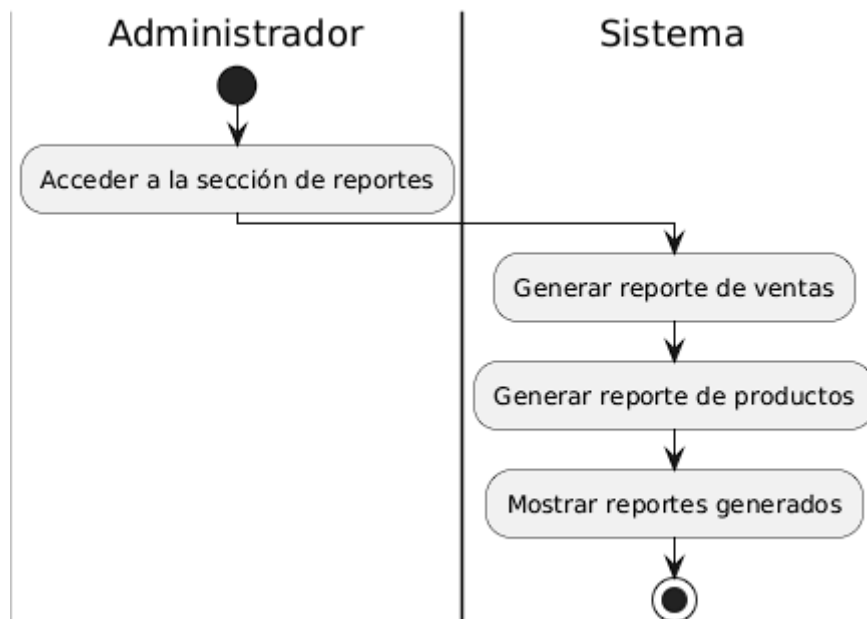 Administrador
Sistema
Acceder a la sección de reportes
Generar reporte de ventas
Generar reporte de productos
Mostrar reportes generados